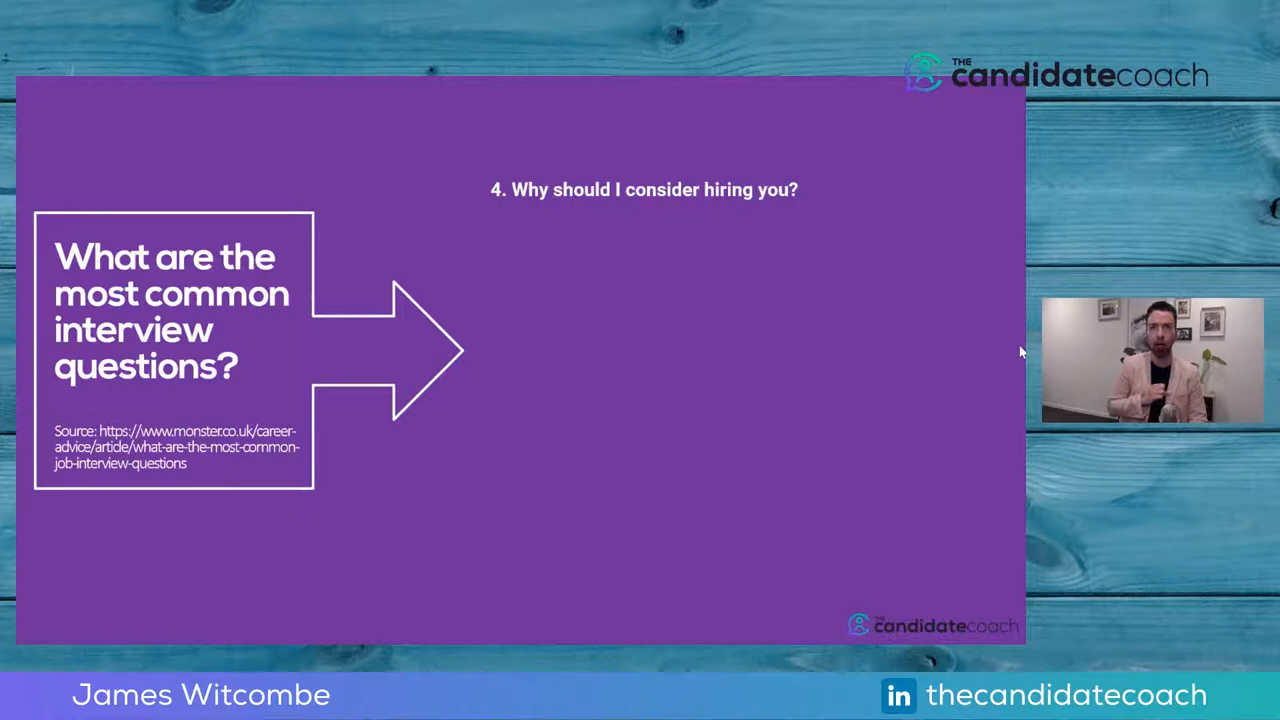 THE
candidatecoach
4. Why should I consider hiring you?
What are the
most common
interview
questions?
Source: https://www.monster.co.uk/career-
advice/article/what-are-the-most-common-
job-interview-questions
THE
candidatecoach
James Witcombe
in thecandidatecoach